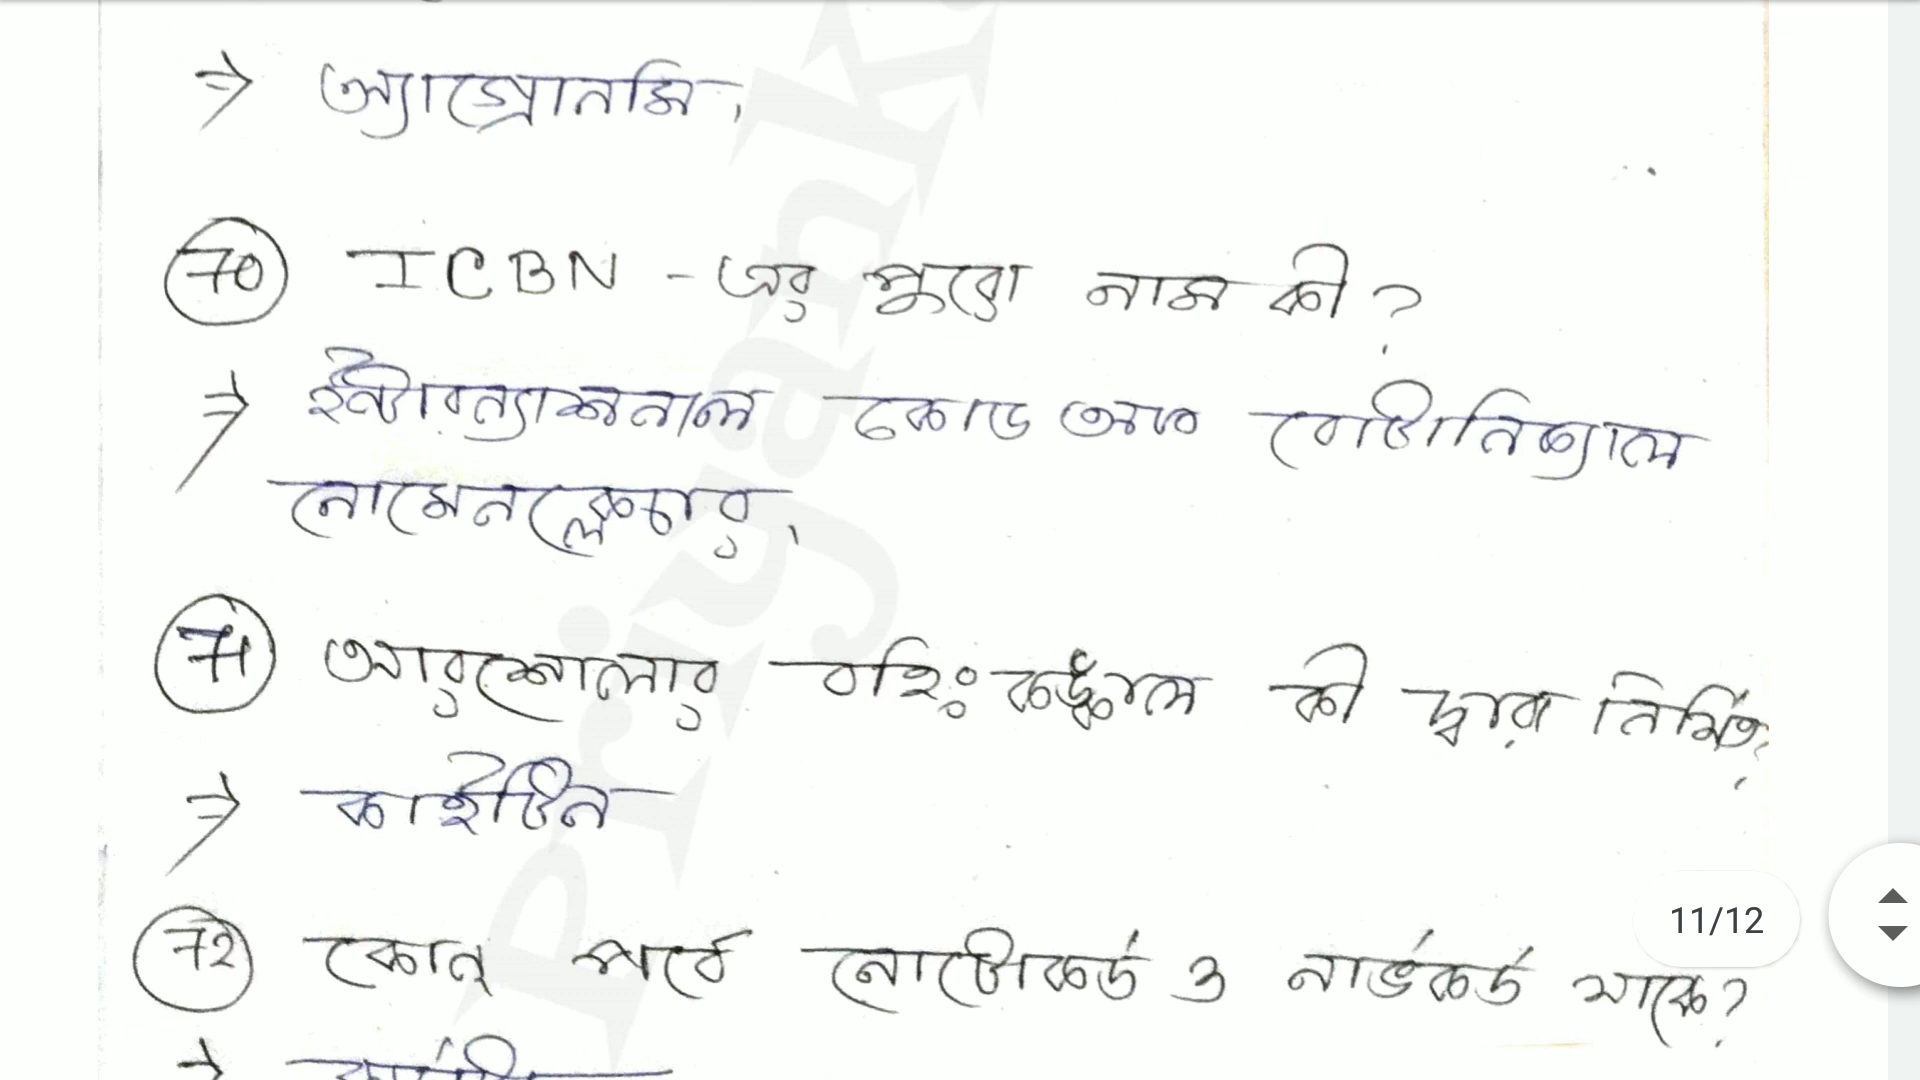 ⇒ অ্যাগ্রোনমি।
70 ICBN - এর পুরো নাম কী?
⇒ ইন্টারন্যাশনাল কোড অফ বোটানিক্যাল
নোমেনক্লেচার।
71 আরশোলার বহিঃকঙ্কাল কী দ্বারা নির্মিত?
⇒ কাইটিন
72 কোন্ পর্বে নোটোকর্ড ও নার্ভকর্ড থাকে?
11/12
Priyank